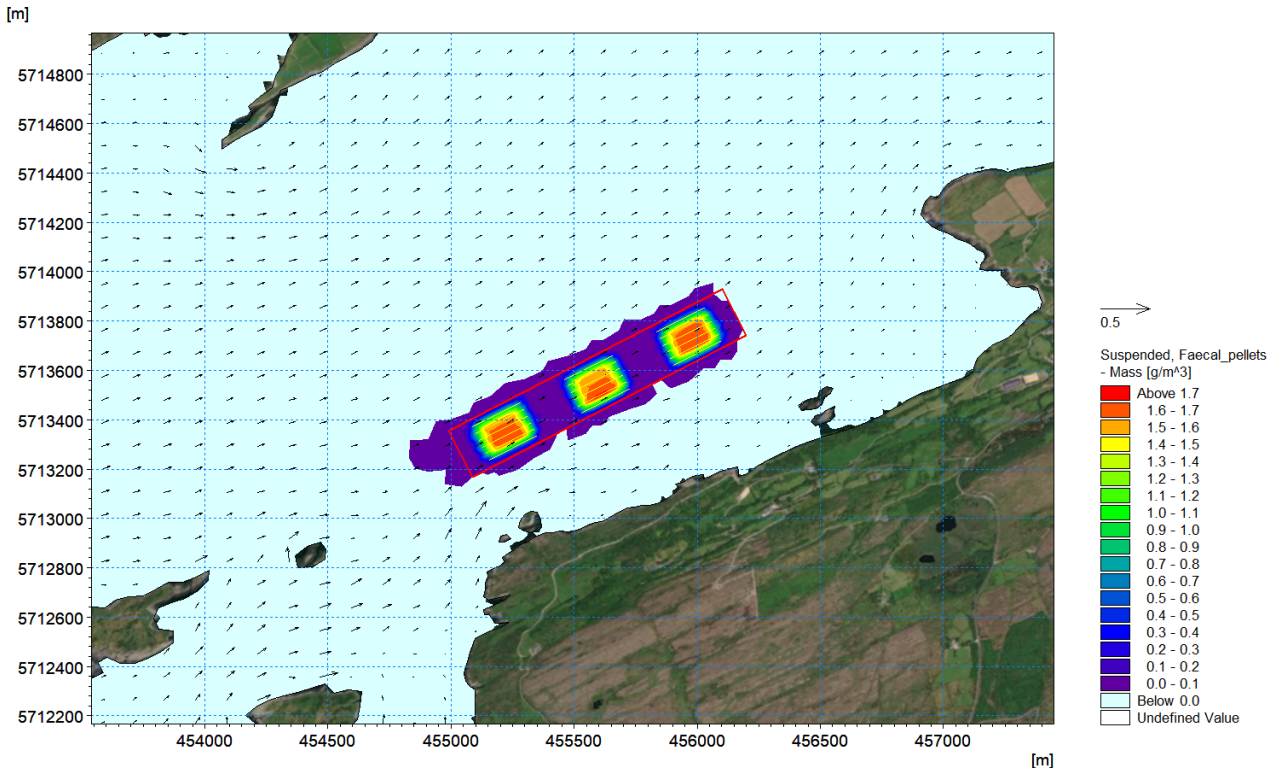 [m]
5714800
5714600
5714400
5714200
5714000
5713800
5713600
5713400
5713200
5713000
5712800
5712600
5712400
5712200
454000 454500 455000 455500 456000 456500 457000
[m]
0.5
Suspended, Faecal_pellets
- Mass [g/m^3]
Above 1.7
1.6 - 1.7
1.5 - 1.6
1.4 - 1.5
1.3 - 1.4
1.2 - 1.3
1.1 - 1.2
1.0 - 1.1
0.9 - 1.0
0.8 - 0.9
0.7 - 0.8
0.6 - 0.7
0.5 - 0.6
0.4 - 0.5
0.3 - 0.4
0.2 - 0.3
0.1 - 0.2
0.0 - 0.1
Below 0.0
Undefined Value